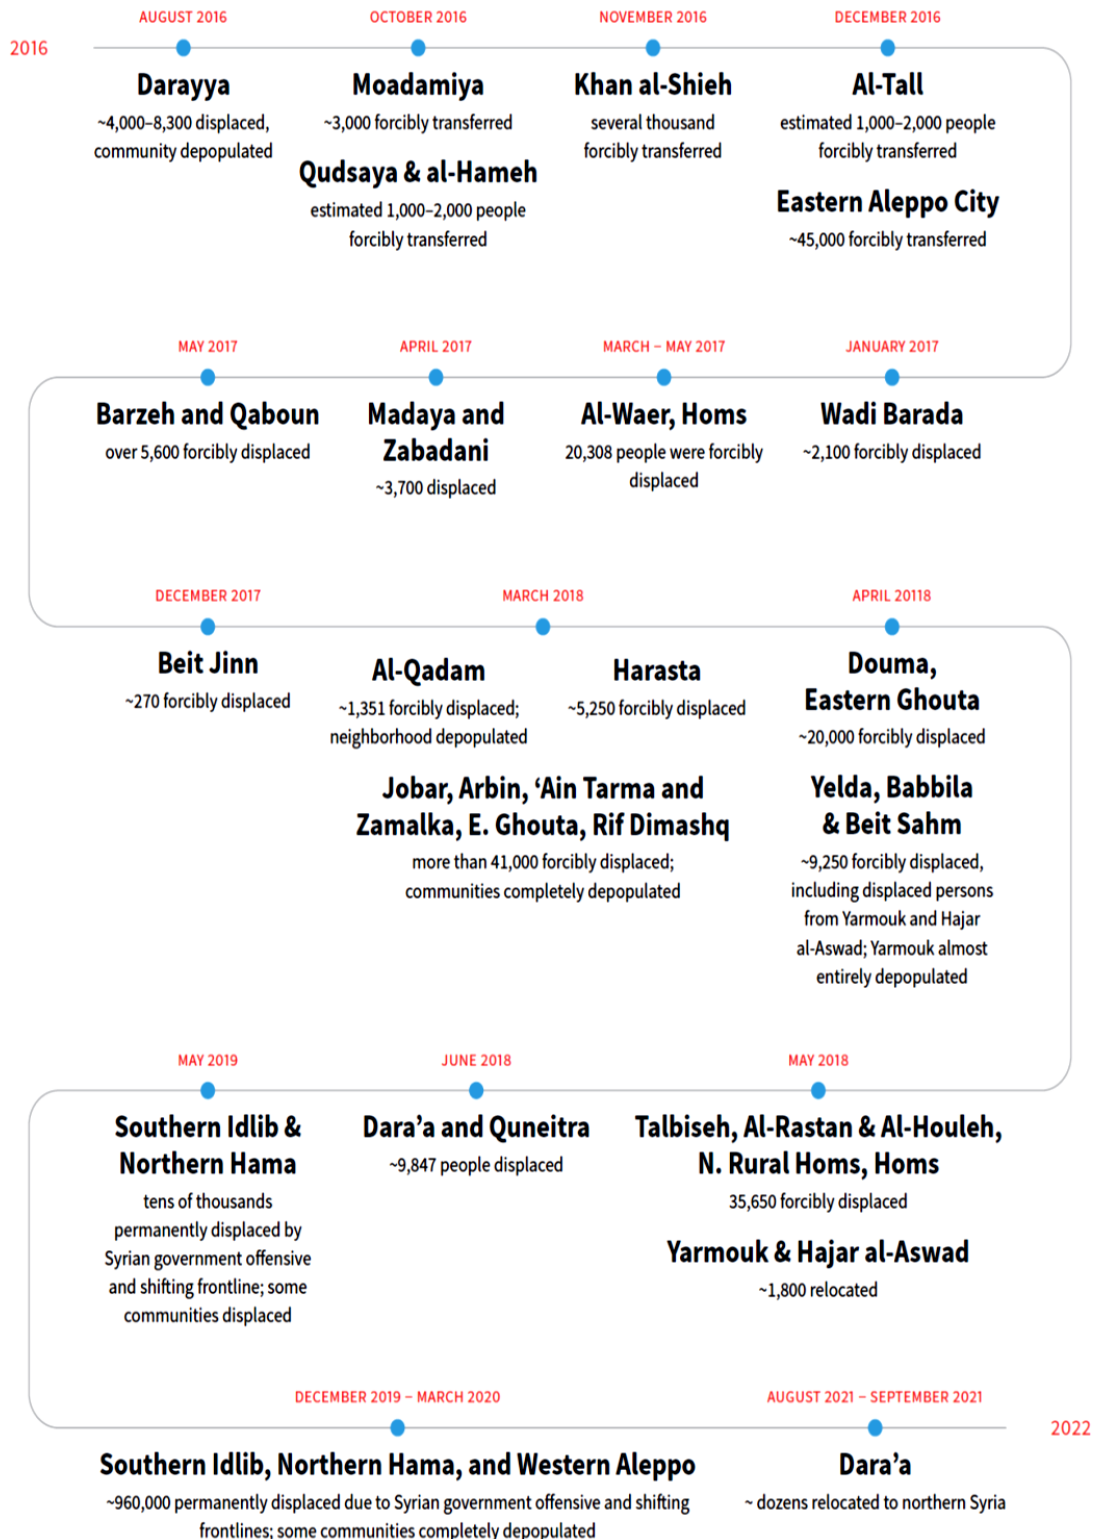 2016
AUGUST 2016
Darayya
~4,000–8,300 displaced,
community depopulated
OCTOBER 2016
Moadamiya
~3,000 forcibly transferred
Qudsaya & al-Hameh
estimated 1,000–2,000 people
forcibly transferred
NOVEMBER 2016
Khan al-Shieh
several thousand
forcibly transferred
DECEMBER 2016
Al-Tall
estimated 1,000–2,000 people
forcibly transferred
Eastern Aleppo City
~45,000 forcibly transferred
JANUARY 2017
Wadi Barada
~2,100 forcibly displaced
MARCH – MAY 2017
Al-Waer, Homs
20,308 people were forcibly
displaced
APRIL 2017
Madaya and
Zabadani
~3,700 displaced
MAY 2017
Barzeh and Qaboun
over 5,600 forcibly displaced
DECEMBER 2017
Beit Jinn
~270 forcibly displaced
MARCH 2018
Al-Qadam
~1,351 forcibly displaced;
neighborhood depopulated
Harasta
~5,250 forcibly displaced
Jobar, Arbin, ‘Ain Tarma and
Zamalka, E. Ghouta, Rif Dimashq
more than 41,000 forcibly displaced;
communities completely depopulated
APRIL 20118
Douma,
Eastern Ghouta
~20,000 forcibly displaced
Yelda, Babbila
& Beit Sahm
~9,250 forcibly displaced,
including displaced persons
from Yarmouk and Hajar
al-Aswad; Yarmouk almost
entirely depopulated
MAY 2018
Talbiseh, Al-Rastan & Al-Houleh,
N. Rural Homs, Homs
35,650 forcibly displaced
Yarmouk & Hajar al-Aswad
~1,800 relocated
JUNE 2018
Dara’a and Quneitra
~9,847 people displaced
MAY 2019
Southern Idlib &
Northern Hama
tens of thousands
permanently displaced by
Syrian government offensive
and shifting frontline; some
communities displaced
DECEMBER 2019 – MARCH 2020
Southern Idlib, Northern Hama, and Western Aleppo
~960,000 permanently displaced due to Syrian government offensive and shifting
frontlines; some communities completely depopulated
AUGUST 2021 – SEPTEMBER 2021
Dara’a
~ dozens relocated to northern Syria
2022